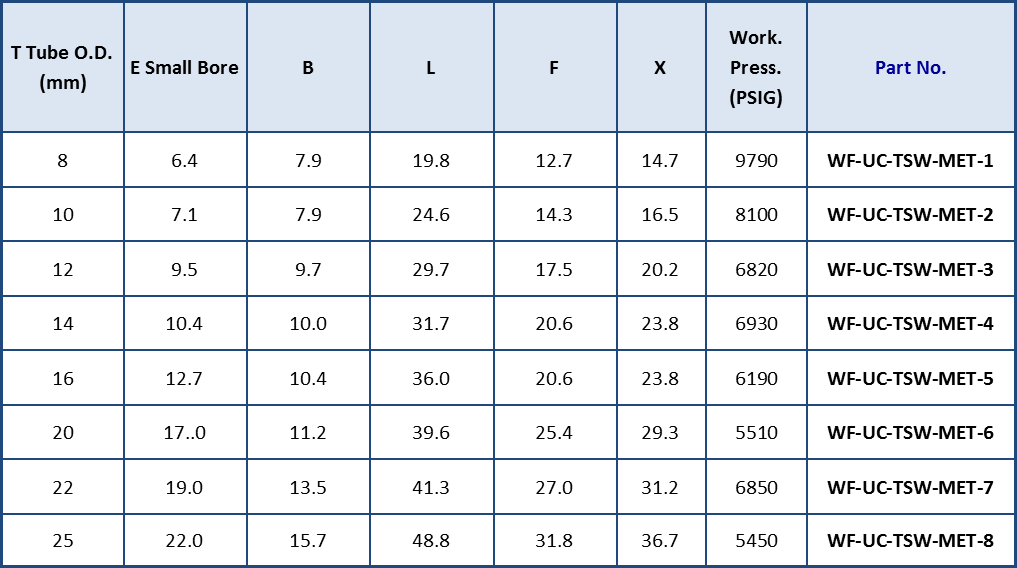 T Tube O.D. (mm) E Small Bore B L F X Work. Press. (PSIG) Part No.
8 6.4 7.9 19.8 12.7 14.7 9790 WF-UC-TSW-MET-1
10 7.1 7.9 24.6 14.3 16.5 8100 WF-UC-TSW-MET-2
12 9.5 9.7 29.7 17.5 20.2 6820 WF-UC-TSW-MET-3
14 10.4 10.0 31.7 20.6 23.8 6930 WF-UC-TSW-MET-4
16 12.7 10.4 36.0 20.6 23.8 6190 WF-UC-TSW-MET-5
20 17..0 11.2 39.6 25.4 29.3 5510 WF-UC-TSW-MET-6
22 19.0 13.5 41.3 27.0 31.2 6850 WF-UC-TSW-MET-7
25 22.0 15.7 48.8 31.8 36.7 5450 WF-UC-TSW-MET-8